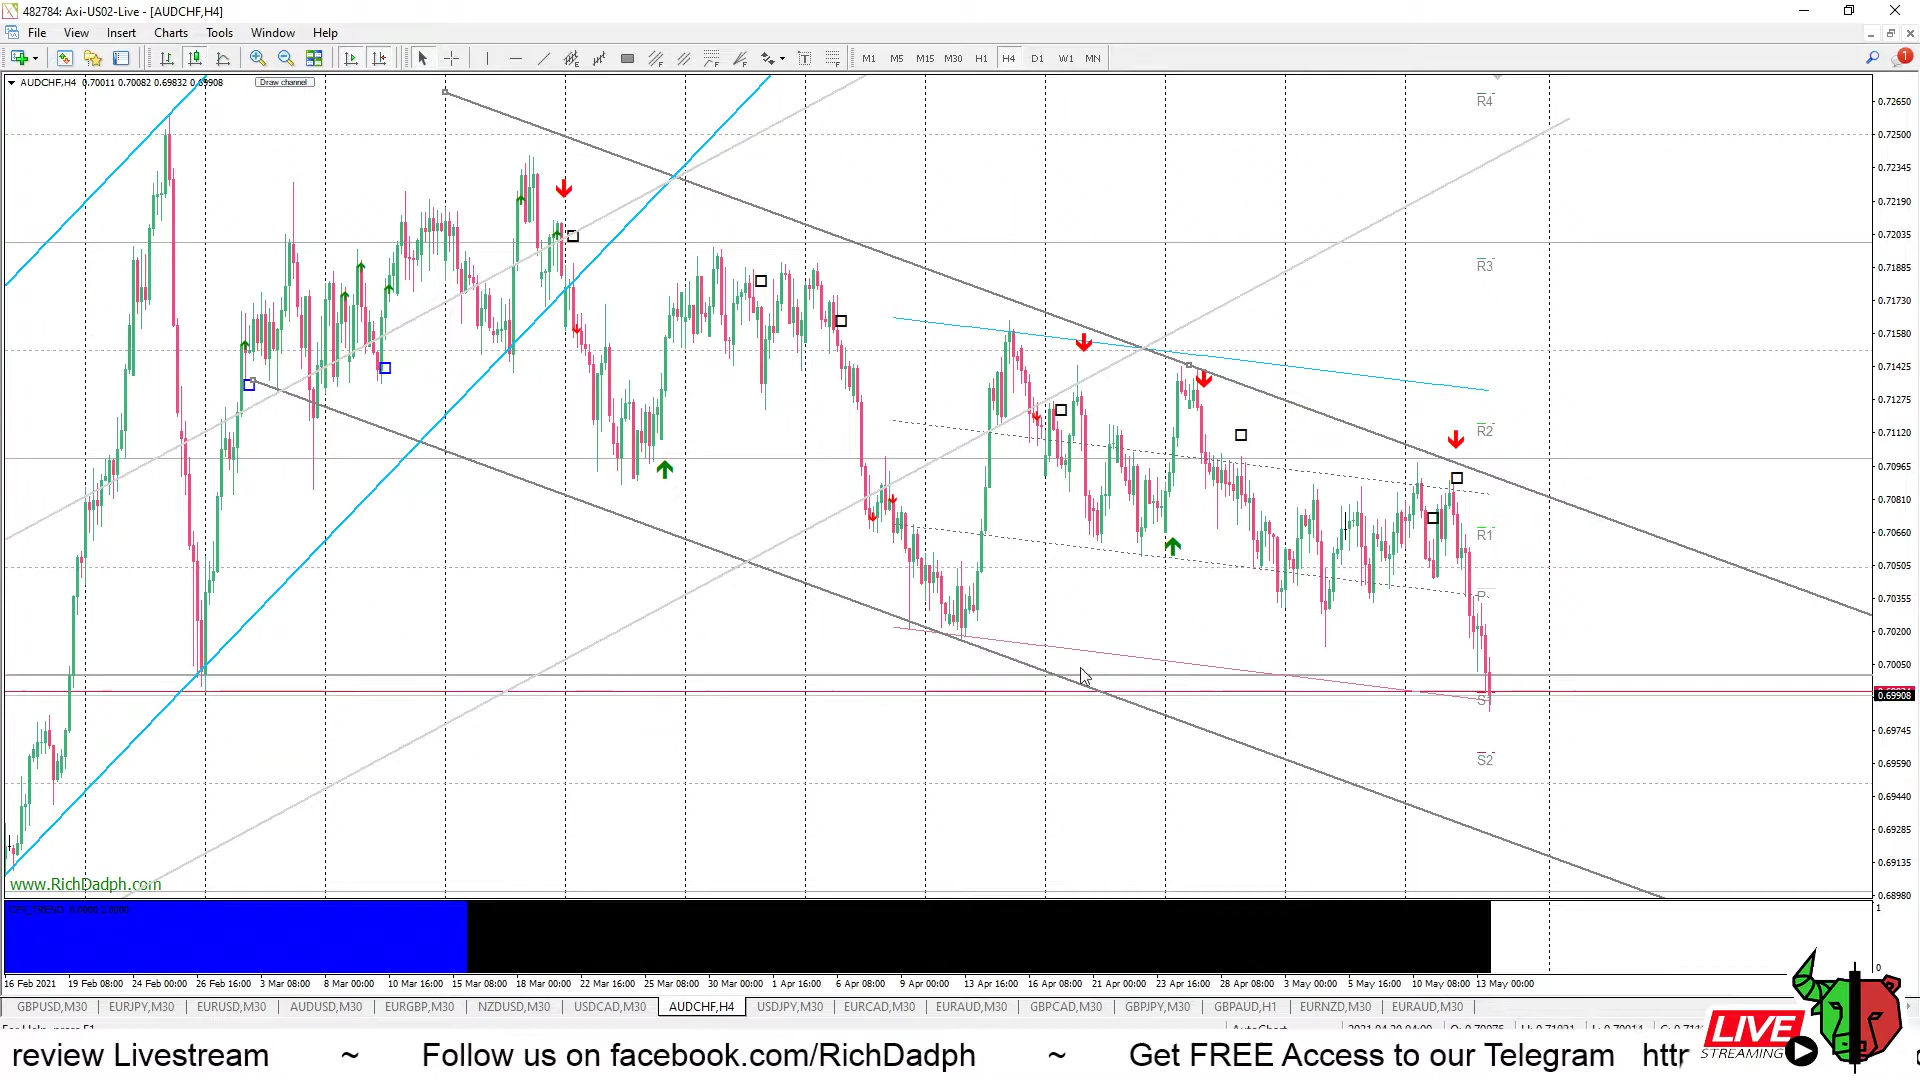 482784: Axi-US02-Live - [AUDCHF,H4]
File View Insert Charts Tools Window Help
M1 M5 M15 M30 H1 H4 D1 W1 MN
1
AUDCHF,H4 0.70011 0.70082 0.69832 0.69908
Draw channel
R4
R3
R2
R1
P
S1
S2
0.72650
0.72500
0.72345
0.72190
0.72035
0.71885
0.71730
0.71580
0.71425
0.71275
0.71120
0.70965
0.70810
0.70660
0.70505
0.70355
0.70200
0.70050
0.69908
0.69745
0.69590
0.69440
0.69285
0.69135
0.68980
www.RichDadph.com
1
0
16 Feb 2021 19 Feb 08:00 24 Feb 00:00 26 Feb 16:00 3 Mar 08:00 8 Mar 00:00 10 Mar 16:00 15 Mar 08:00 18 Mar 00:00 22 Mar 16:00 25 Mar 08:00 30 Mar 00:00 1 Apr 16:00 6 Apr 08:00 9 Apr 00:00 13 Apr 16:00 16 Apr 08:00 21 Apr 00:00 23 Apr 16:00 28 Apr 08:00 3 May 00:00 5 May 16:00 10 May 08:00 13 May 00:00
GBPUSD,M30 EURJPY,M30 EURUSD,M30 AUDUSD,M30 EURGBP,M30 NZDUSD,M30 USDCAD,M30 AUDCHF,H4 USDJPY,M30 EURCAD,M30 EURAUD,M30 GBPCAD,M30 GBPJPY,M30 GBPAUD,H1 EURNZD,M30 EURAUD,M30
For Help, press F1
review Livestream ~ Follow us on facebook.com/RichDadph ~ Get FREE Access to our Telegram
LIVE
STREAMING